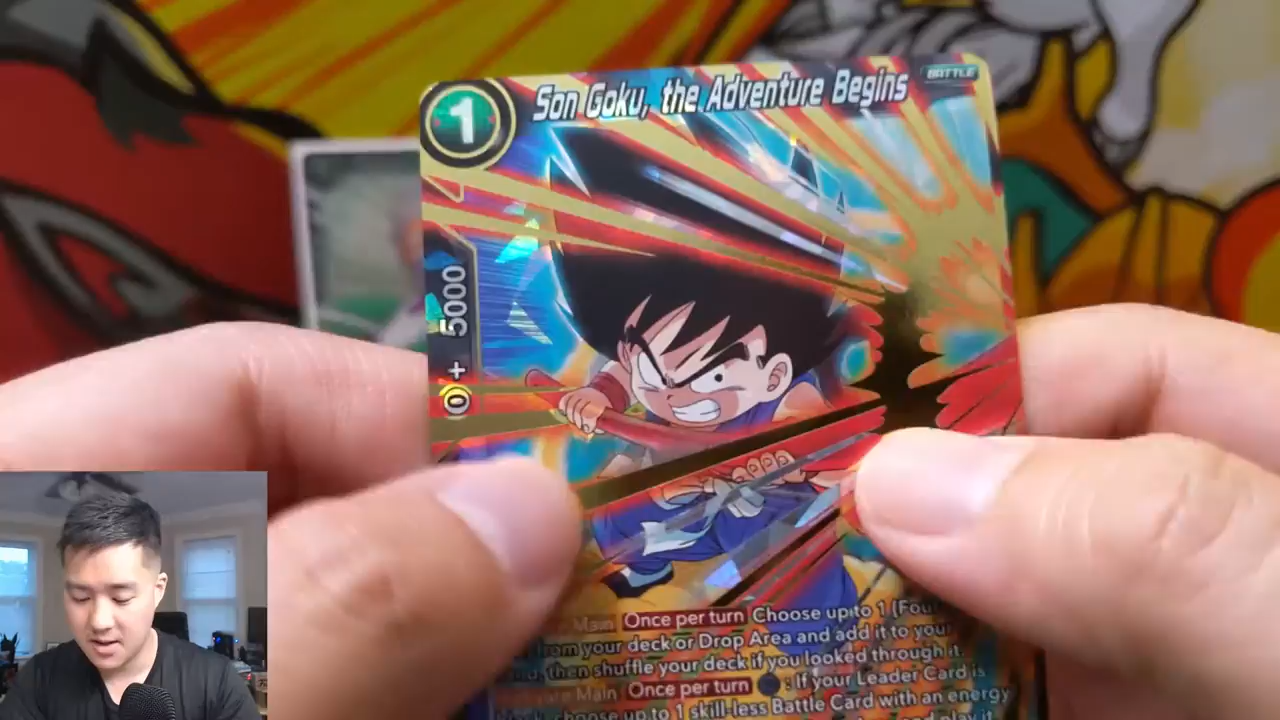 1
Son Goku, the Adventure Begins
BATTLE
0 + 5000
Main Once per turn Choose up to 1
from your deck or Drop Area and add it to your
then shuffle your deck if you looked through it.
Main Once per turn : If your Leader Card is
choose up to 1 skill-less Battle Card with an energy
and play it